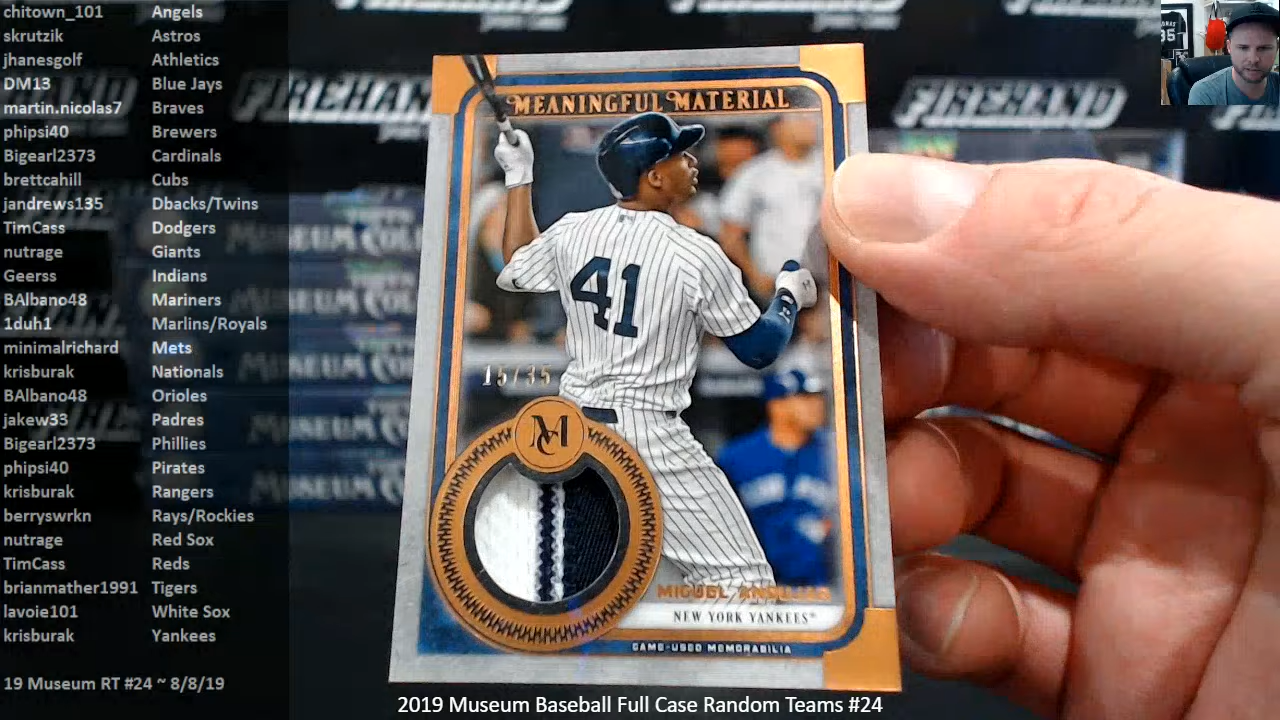 chitown_101 Angels
skrutzik Astros
jhanesgolf Athletics
DM13 Blue Jays
martin.nicolas7 Braves
phipsi40 Brewers
Bigearl2373 Cardinals
brettcahill Cubs
jandrews135 Dbacks/Twins
TimCass Dodgers
nutrage Giants
Geerss Indians
BAlbano48 Mariners
1duh1 Marlins/Royals
minimalrichard Mets
krisburak Nationals
BAlbano48 Orioles
jakew33 Padres
Bigearl2373 Phillies
phipsi40 Pirates
krisburak Rangers
berryswrkn Rays/Rockies
nutrage Red Sox
TimCass Reds
brianmather1991 Tigers
lavoie101 White Sox
krisburak Yankees
19 Museum RT #24 ~ 8/8/19
MEANINGFUL MATERIAL
41
15/35
MC
MIGUEL ANDUJAR
NEW YORK YANKEES
GAME-USED MEMORABILIA
FIREHAND
FIREHAND
95
2019 Museum Baseball Full Case Random Teams #24